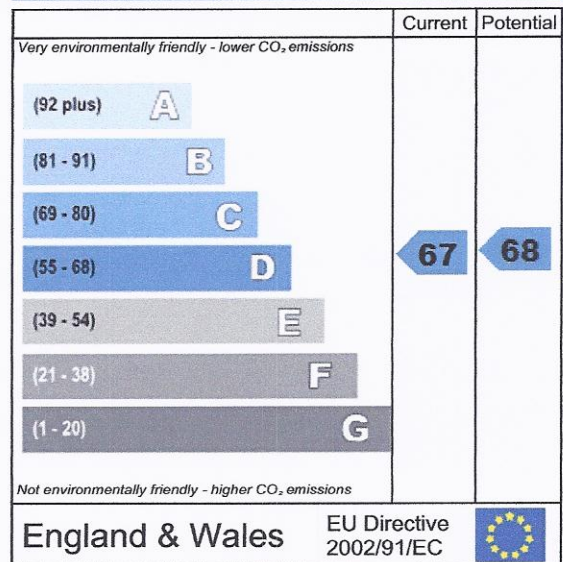 Current Potential
Very environmentally friendly - lower CO₂ emissions
(92 plus) A
(81 - 91) B
(69 - 80) C
(55 - 68) D
67 68
(39 - 54) E
(21 - 38) F
(1 - 20) G
Not environmentally friendly - higher CO₂ emissions
England & Wales
EU Directive
2002/91/EC